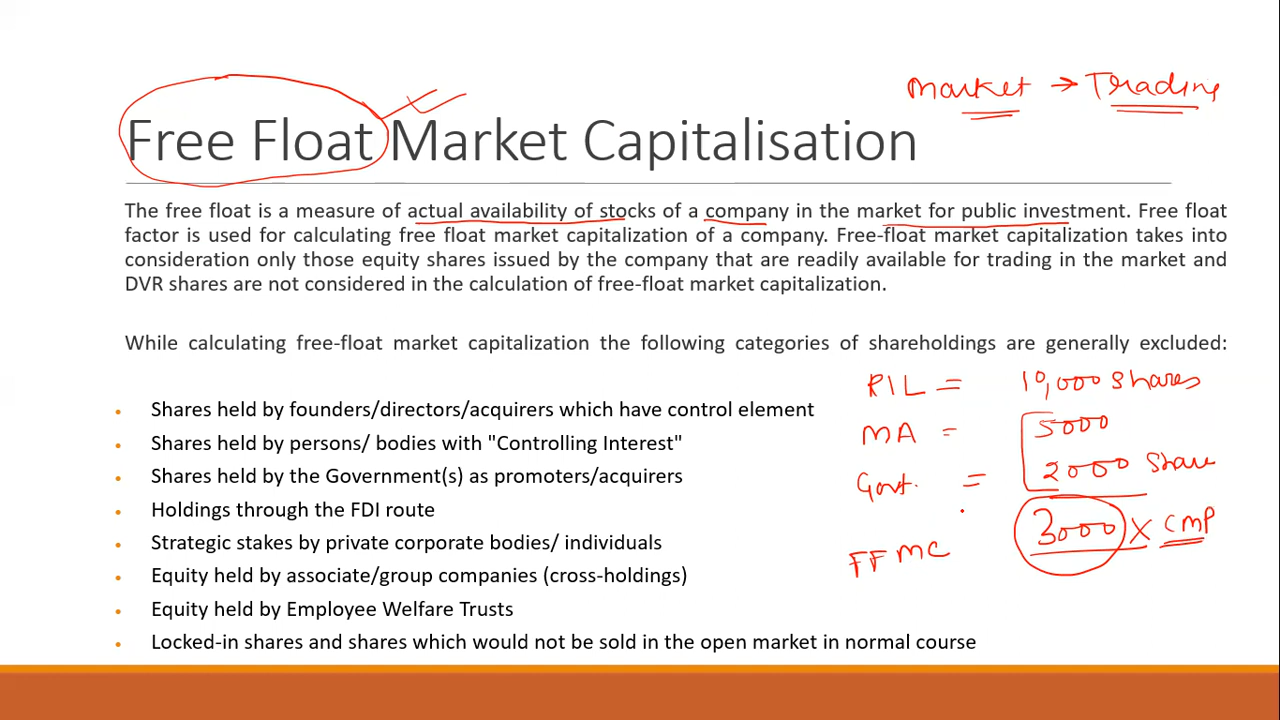 Market → Trading
Free Float Market Capitalisation
The free float is a measure of actual availability of stocks of a company in the market for public investment. Free float
factor is used for calculating free float market capitalization of a company. Free-float market capitalization takes into
consideration only those equity shares issued by the company that are readily available for trading in the market and
DVR shares are not considered in the calculation of free-float market capitalization.
While calculating free-float market capitalization the following categories of shareholdings are generally excluded:
RIL = 10,000 shares
• Shares held by founders/directors/acquirers which have control element
MA = 5000
• Shares held by persons/ bodies with "Controlling Interest"
• Shares held by the Government(s) as promoters/acquirers
Govt. = 2000 Share
• Holdings through the FDI route
3000 X CMP
• Strategic stakes by private corporate bodies/ individuals
FFMC
• Equity held by associate/group companies (cross-holdings)
• Equity held by Employee Welfare Trusts
• Locked-in shares and shares which would not be sold in the open market in normal course